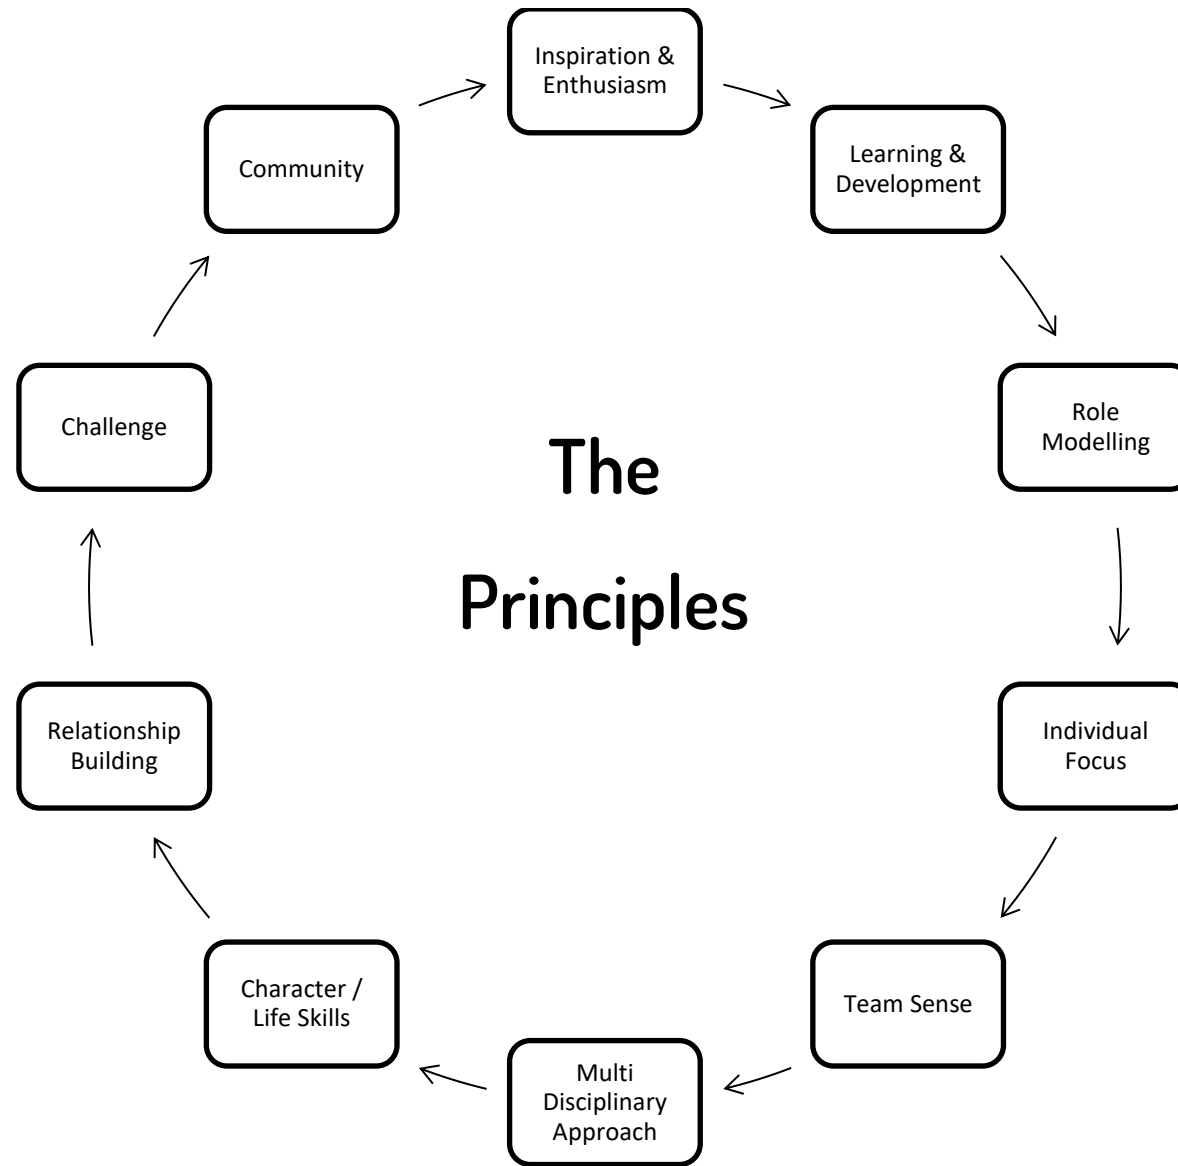 Inspiration &
Enthusiasm
Learning &
Development
Role
Modelling
Individual
Focus
Team Sense
Multi
Disciplinary
Approach
Character /
Life Skills
Relationship
Building
Challenge
Community
The
Principles